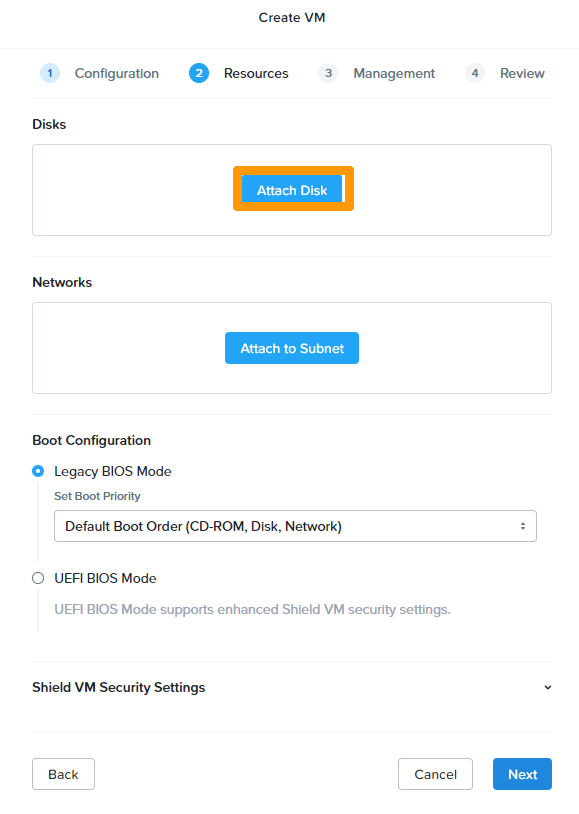 Create VM
1 Configuration 2 Resources 3 Management 4 Review
Disks
Attach Disk
Networks
Attach to Subnet
Boot Configuration
Legacy BIOS Mode
Set Boot Priority
Default Boot Order (CD-ROM, Disk, Network)
UEFI BIOS Mode
UEFI BIOS Mode supports enhanced Shield VM security settings.
Shield VM Security Settings
Back Cancel Next